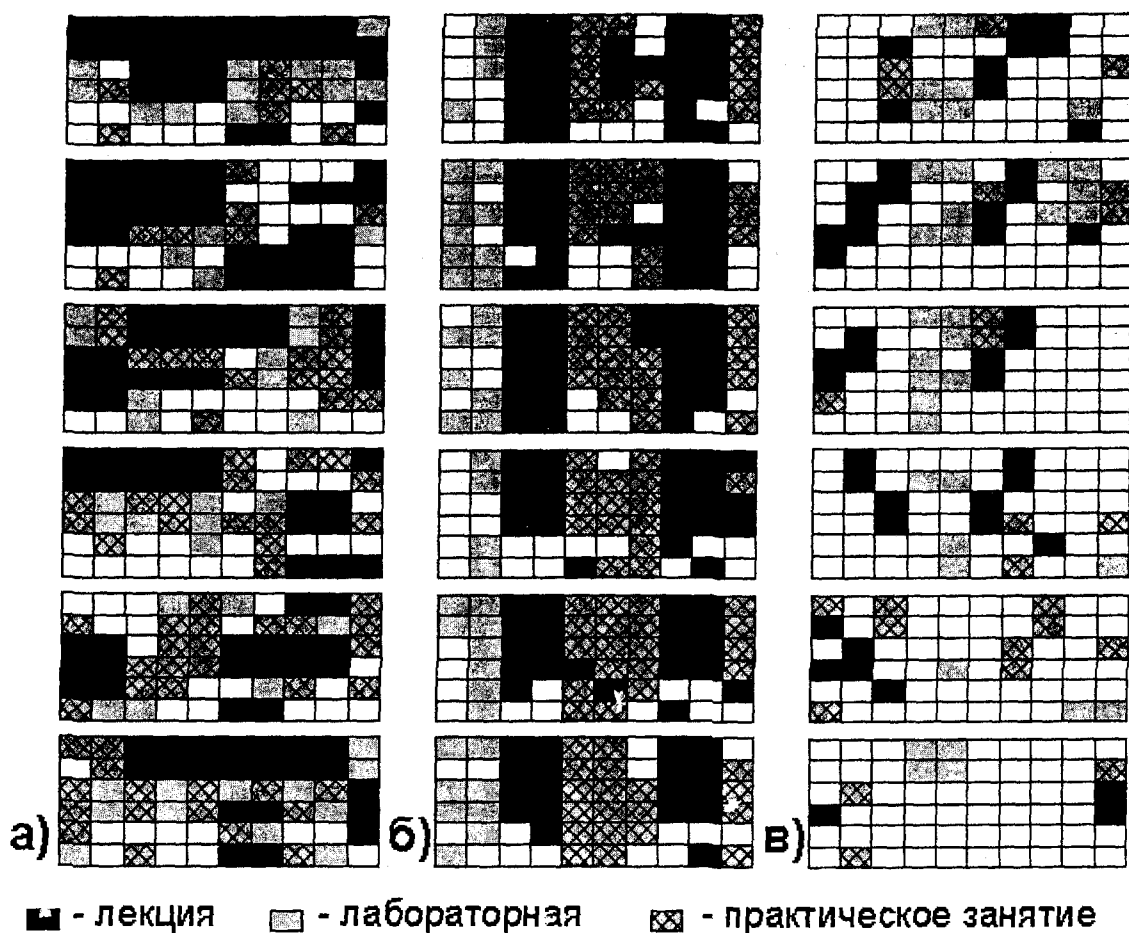 а) б) в)
- лекция - лабораторная - практическое занятие